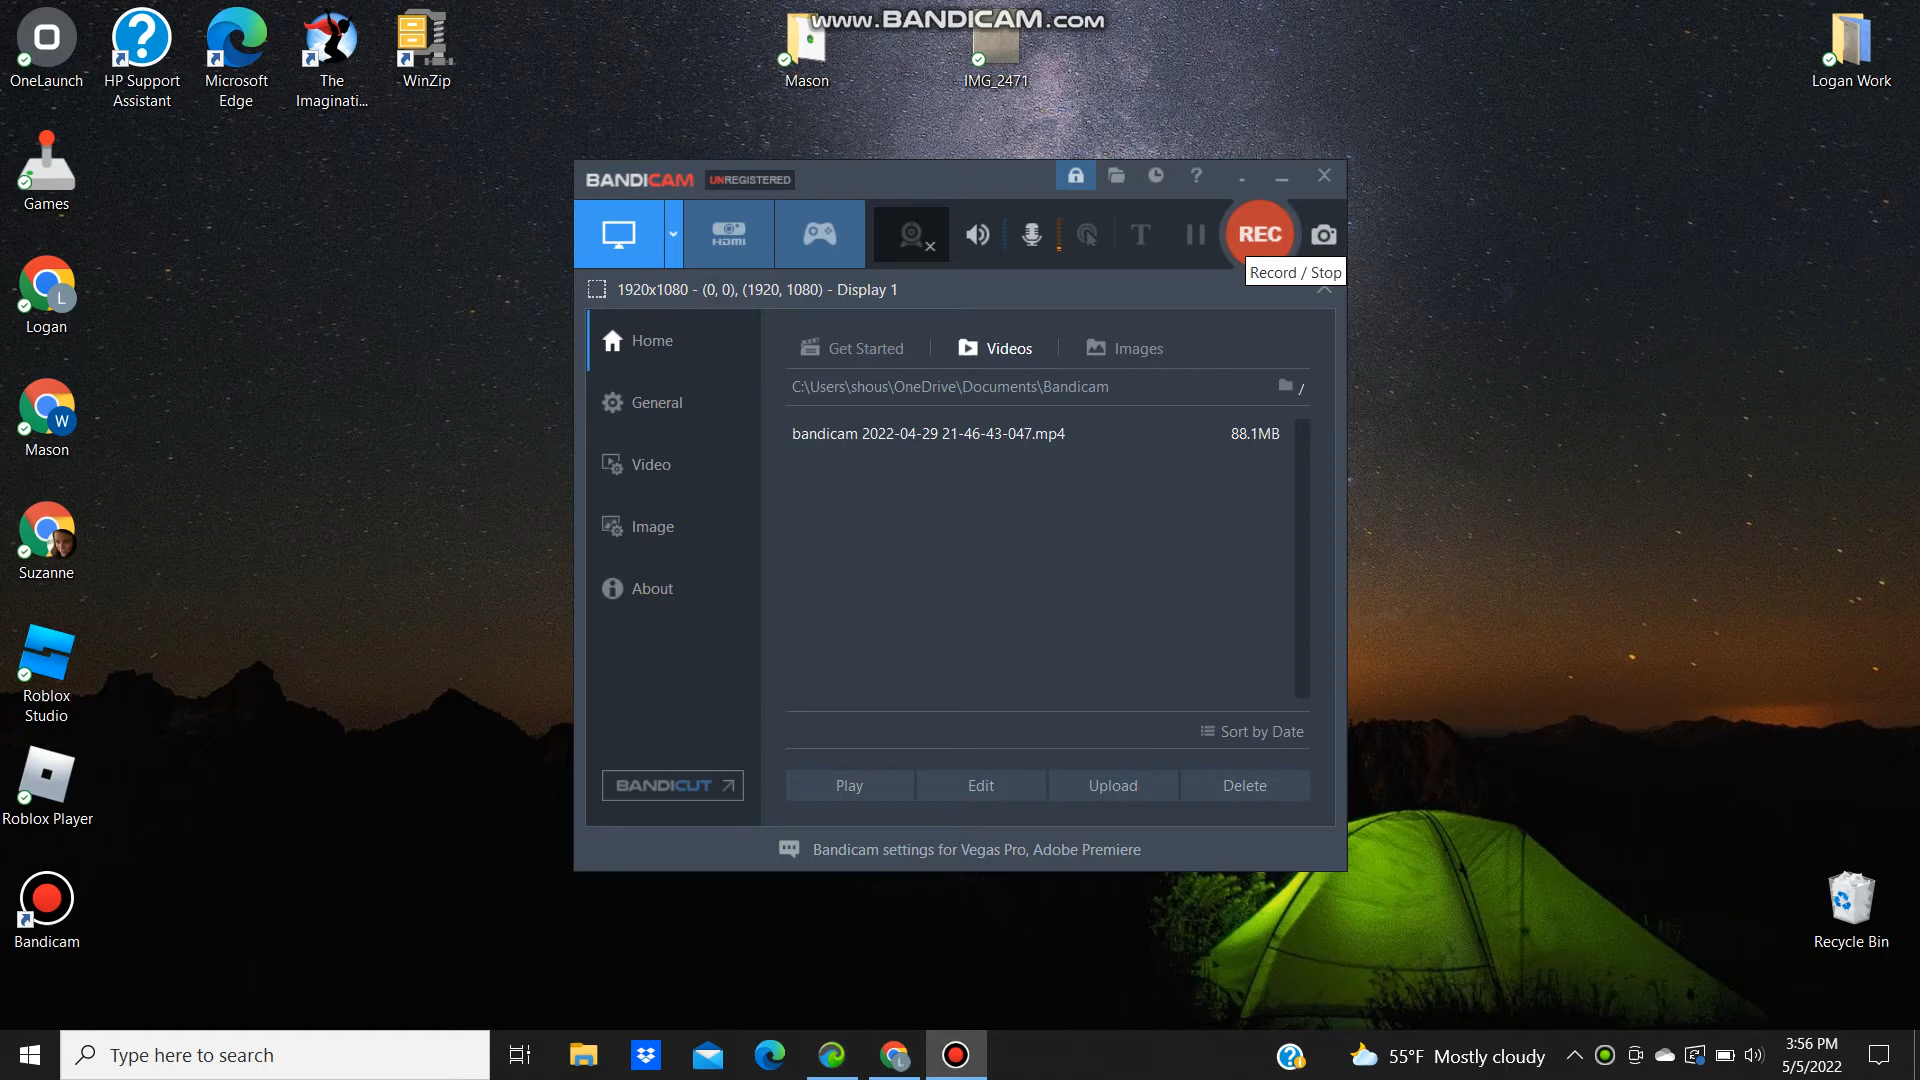 www.BANDICAM.com
OneLaunch
HP Support
Assistant
Microsoft
Edge
The
Imaginati...
WinZip
Mason
IMG_2471
Logan Work
Games
L
Logan
W
Mason
Suzanne
Roblox
Studio
Roblox Player
Bandicam
Recycle Bin
BANDICAM UNREGISTERED
HDMI
T
REC
Record / Stop
1920x1080 - (0, 0), (1920, 1080) - Display 1
Home
General
Video
Image
About
BANDICUT
Get Started
Videos
Images
C:\Users\shous\OneDrive\Documents\Bandicam
/
bandicam 2022-04-29 21-46-43-047.mp4 88.1MB
Sort by Date
Play Edit Upload Delete
Bandicam settings for Vegas Pro, Adobe Premiere
Type here to search
L
55°F Mostly cloudy
3:56 PM
5/5/2022